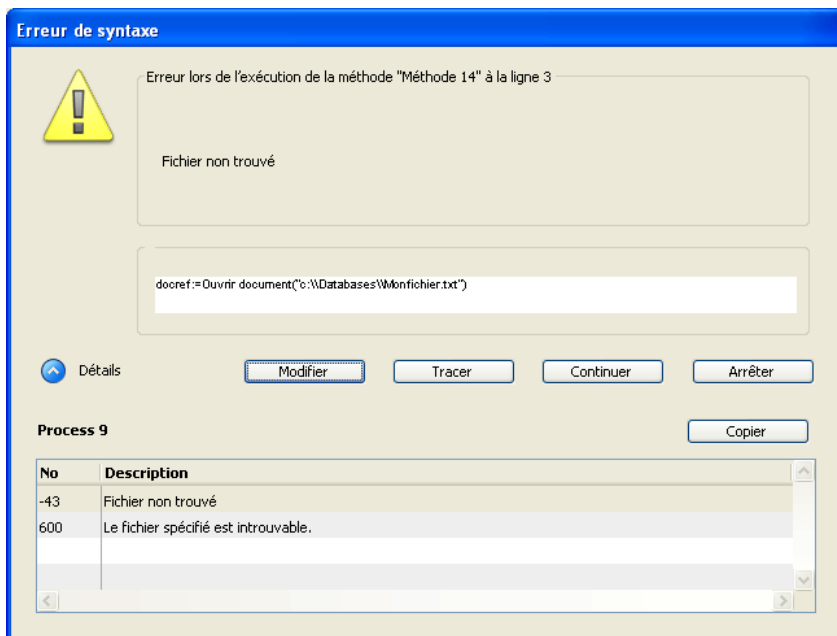 Erreur de syntaxe
Erreur lors de l'exécution de la méthode "Méthode 14" à la ligne 3
Fichier non trouvé
docref:=Ouvrir document("c:\\Databases\\Monfichier.txt")
Détails
Modifier
Tracer
Continuer
Arrêter
Process 9
Copier
No Description
-43 Fichier non trouvé
600 Le fichier spécifié est introuvable.